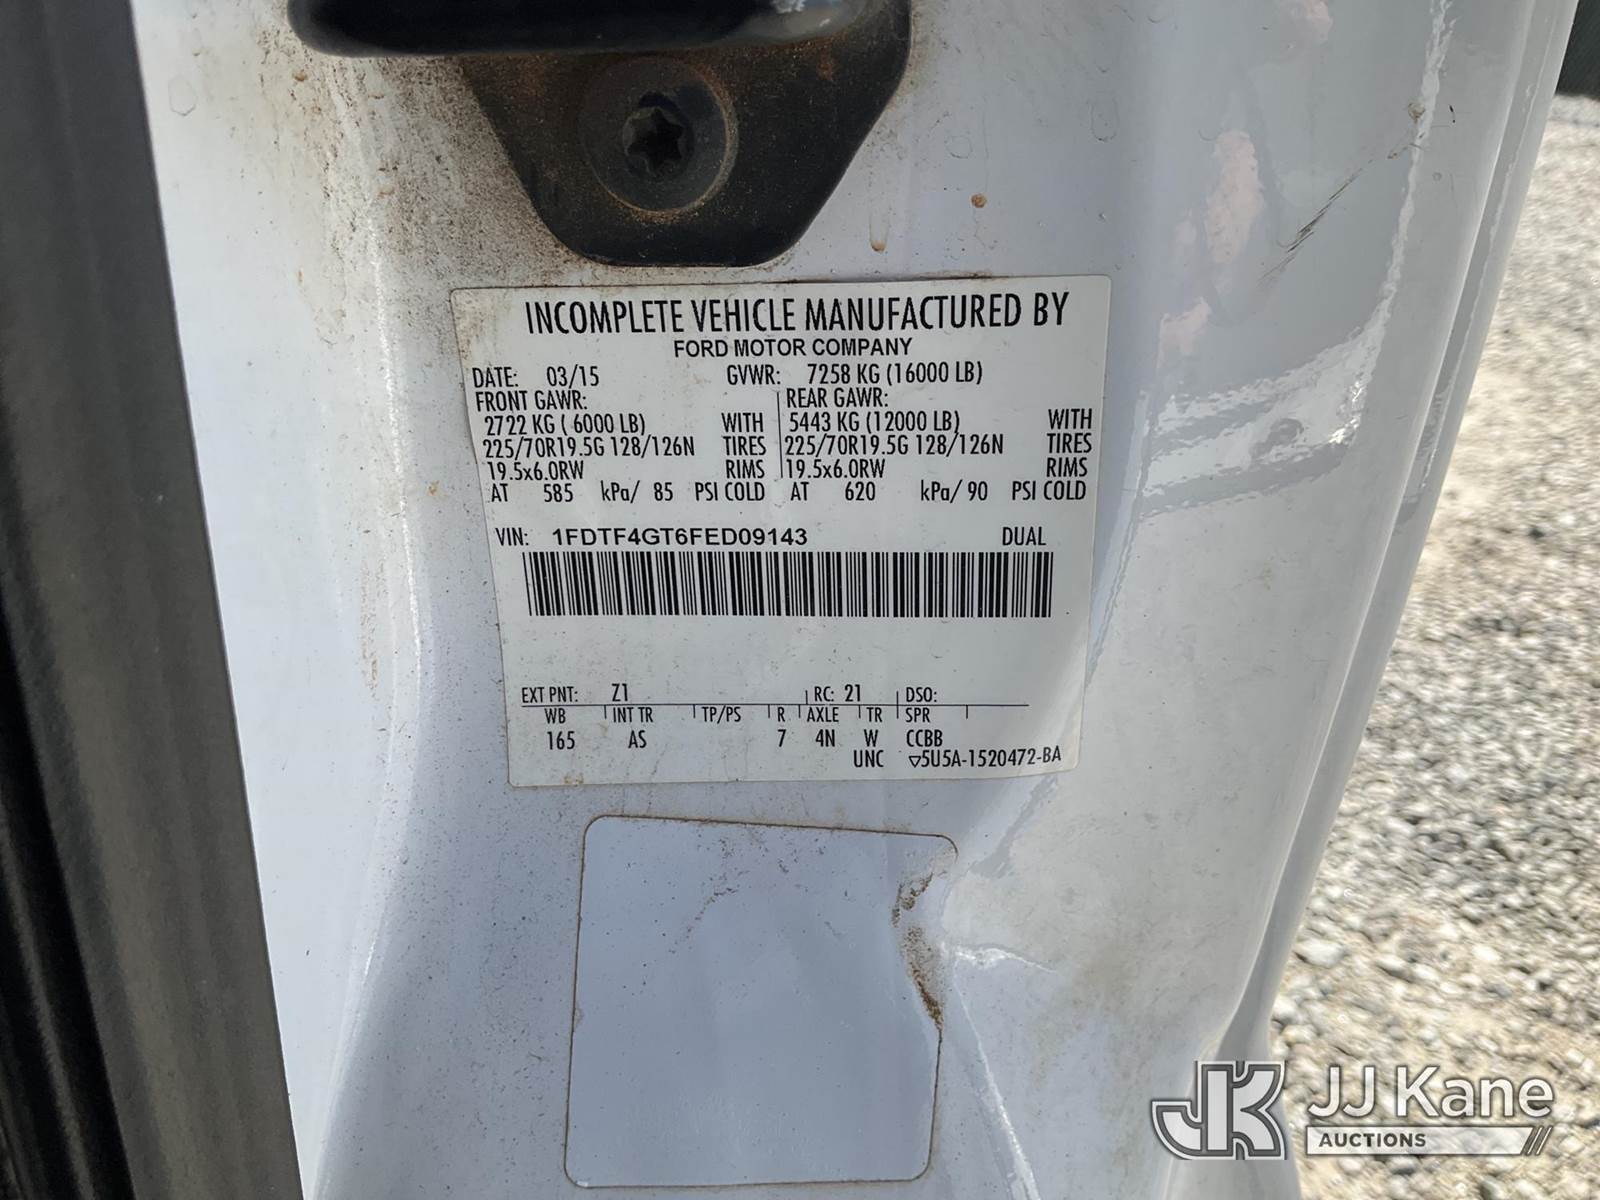 INCOMPLETE VEHICLE MANUFACTURED BY
FORD MOTOR COMPANY
DATE: 03/15 GVWR: 7258 KG (16000 LB)
FRONT GAWR: REAR GAWR:
2722 KG ( 6000 LB) WITH 5443 KG (12000 LB) WITH
225/70R19.5G 128/126N TIRES 225/70R19.5G 128/126N TIRES
19.5x6.0RW RIMS 19.5x6.0RW RIMS
AT 585 kPa/ 85 PSI COLD AT 620 kPa/ 90 PSI COLD
VIN: 1FDTF4GT6FED09143 DUAL
EXT PNT: Z1 RC: 21 DSO:
WB INT TR TP/PS R AXLE TR SPR
165 AS 7 4N W CCBB
UNC ▽5U5A-1520472-BA
JK JJ Kane
AUCTIONS